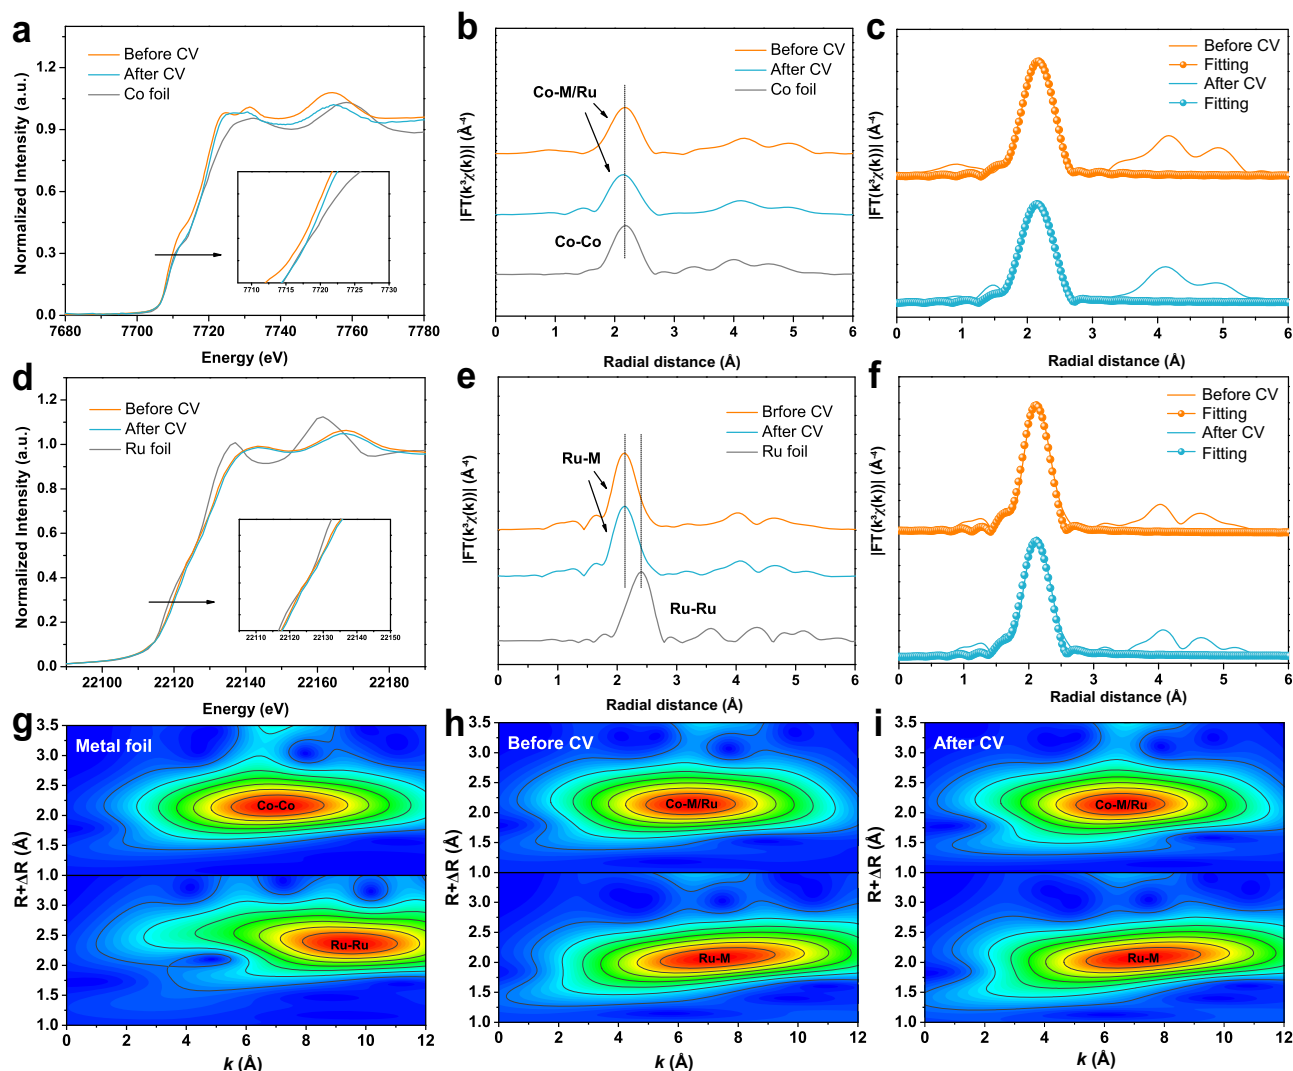 a
Normalized Intensity (a.u.)
1.2
0.9
0.6
0.3
0.0
Before CV
After CV
Co foil
7710 7715 7720 7725 7730
7680 7700 7720 7740 7760 7780
Energy (eV)
b
|FT(k³χ(k))| (Å⁻⁴)
Before CV
After CV
Co foil
Co-M/Ru
Co-Co
0 1 2 3 4 5 6
Radial distance (Å)
c
|FT(k³χ(k))| (Å⁻⁴)
Before CV
Fitting
After CV
Fitting
0 1 2 3 4 5 6
Radial distance (Å)
d
Normalized Intensity (a.u.)
1.2
1.0
0.8
0.6
0.4
0.2
0.0
Before CV
After CV
Ru foil
22110 22120 22130 22140 22150
22100 22120 22140 22160 22180
Energy (eV)
e
|FT(k³χ(k))| (Å⁻⁴)
Brfore CV
After CV
Ru foil
Ru-M
Ru-Ru
0 1 2 3 4 5 6
Radial distance (Å)
f
|FT(k³χ(k))| (Å⁻⁴)
Before CV
Fitting
After CV
Fitting
0 1 2 3 4 5 6
Radial distance (Å)
g
R+ΔR (Å)
3.5
3.0
2.5
2.0
1.5
1.0
3.0
2.5
2.0
1.5
1.0
Metal foil
Co-Co
Ru-Ru
0 2 4 6 8 10 12
k (Å)
h
R+ΔR (Å)
3.5
3.0
2.5
2.0
1.5
1.0
3.0
2.5
2.0
1.5
1.0
Before CV
Co-M/Ru
Ru-M
0 2 4 6 8 10 12
k (Å)
i
R+ΔR (Å)
3.5
3.0
2.5
2.0
1.5
1.0
3.0
2.5
2.0
1.5
1.0
After CV
Co-M/Ru
Ru-M
0 2 4 6 8 10 12
k (Å)